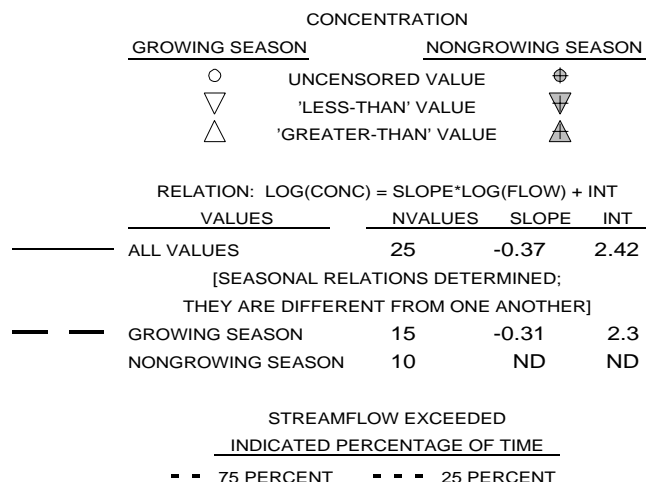 CONCENTRATION
GROWING SEASON NONGROWING SEASON
UNCENSORED VALUE
'LESS-THAN' VALUE
'GREATER-THAN' VALUE
RELATION: LOG(CONC) = SLOPE*LOG(FLOW) + INT
VALUES NVALUES SLOPE INT
ALL VALUES 25 -0.37 2.42
[SEASONAL RELATIONS DETERMINED;
THEY ARE DIFFERENT FROM ONE ANOTHER]
GROWING SEASON 15 -0.31 2.3
NONGROWING SEASON 10 ND ND
STREAMFLOW EXCEEDED
INDICATED PERCENTAGE OF TIME
75 PERCENT 25 PERCENT